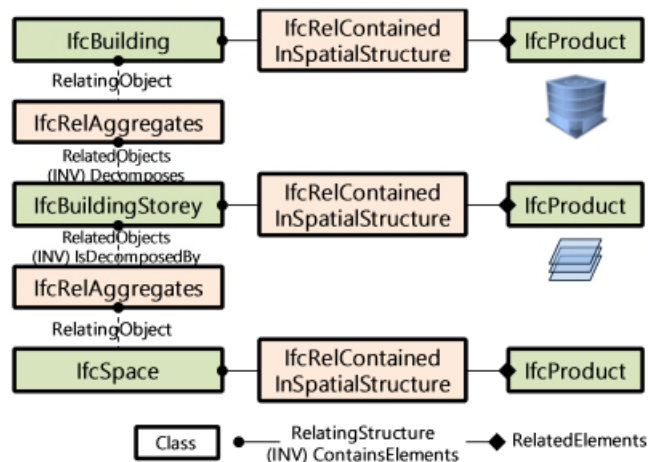 IfcBuilding
IfcRelContained
InSpatialStructure
IfcProduct
RelatingObject
IfcRelAggregates
RelatedObjects
(INV) Decomposes
IfcBuildingStorey
IfcRelContained
InSpatialStructure
IfcProduct
RelatedObjects
(INV) IsDecomposedBy
IfcRelAggregates
RelatingObject
IfcSpace
IfcRelContained
InSpatialStructure
IfcProduct
Class
RelatingStructure
(INV) ContainsElements
RelatedElements